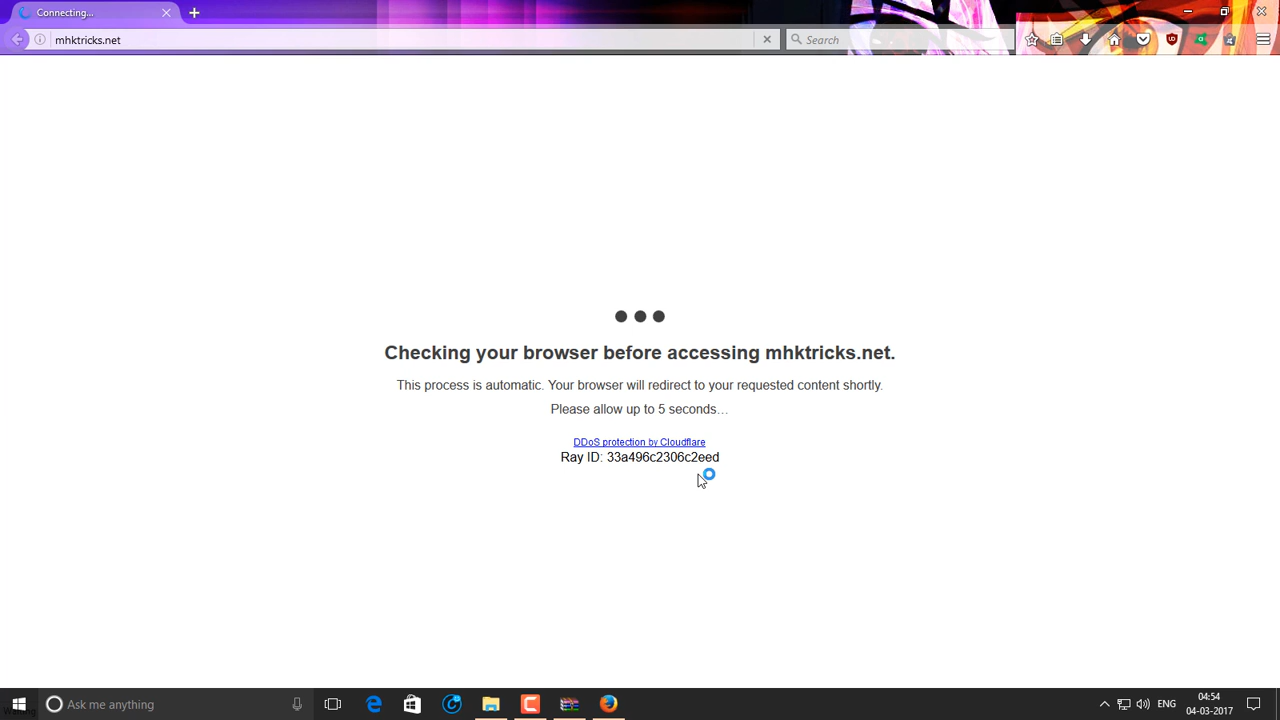 Connecting...
mhktricks.net
Search
Checking your browser before accessing mhktricks.net.
This process is automatic. Your browser will redirect to your requested content shortly.
Please allow up to 5 seconds…
DDoS protection by Cloudflare
Ray ID: 33a496c2306c2eed
Ask me anything
ENG
04:54
04-03-2017